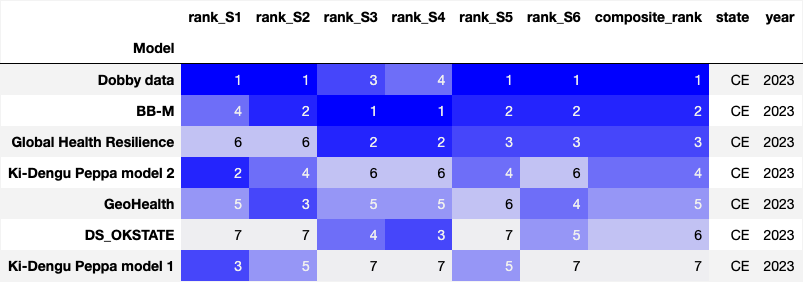 rank_S1 rank_S2 rank_S3 rank_S4 rank_S5 rank_S6 composite_rank state year
Model
Dobby data 1 1 3 4 1 1 1 CE 2023
BB-M 4 2 1 1 2 2 2 CE 2023
Global Health Resilience 6 6 2 2 3 3 3 CE 2023
Ki-Dengu Peppa model 2 2 4 6 6 4 6 4 CE 2023
GeoHealth 5 3 5 5 6 4 5 CE 2023
DS_OKSTATE 7 7 4 3 7 5 6 CE 2023
Ki-Dengu Peppa model 1 3 5 7 7 5 7 7 CE 2023